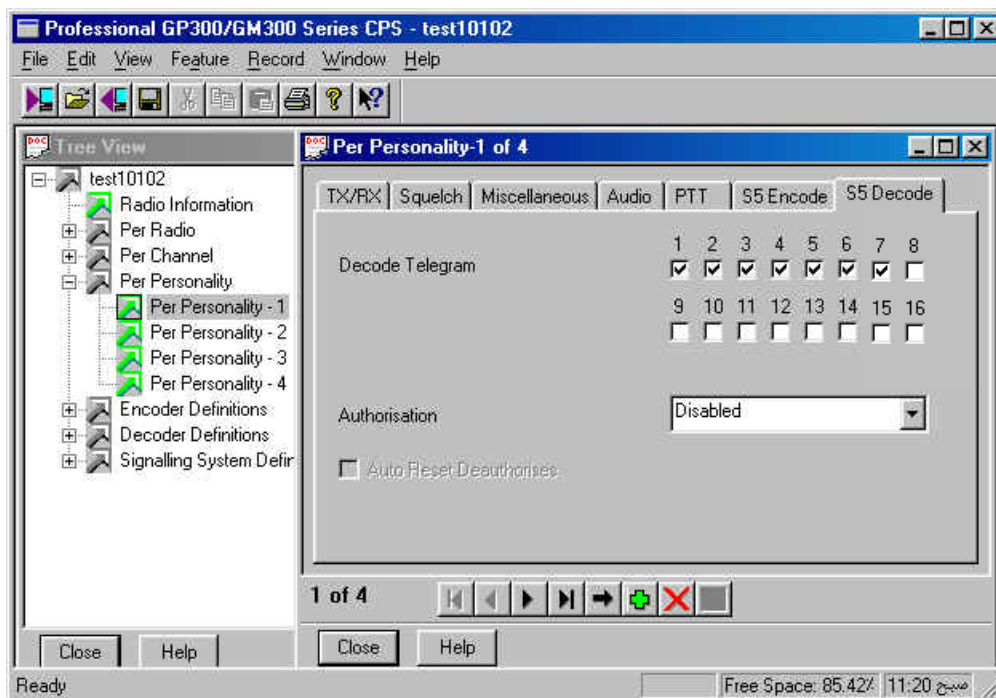 Professional GP300/GM300 Series CPS - test10102
File Edit View Feature Record Window Help
Tree View
test10102
Radio Information
Per Radio
Per Channel
Per Personality
Per Personality - 1
Per Personality - 2
Per Personality - 3
Per Personality - 4
Encoder Definitions
Decoder Definitions
Signalling System Defir
Close Help
Per Personality-1 of 4
TX/RX Squelch Miscellaneous Audio PTT S5 Encode S5 Decode
1 2 3 4 5 6 7 8
Decode Telegram
9 10 11 12 13 14 15 16
Authorisation Disabled
Auto Reset Deauthorises
1 of 4
Close Help
Ready Free Space: 85.42% 11:20 صبح